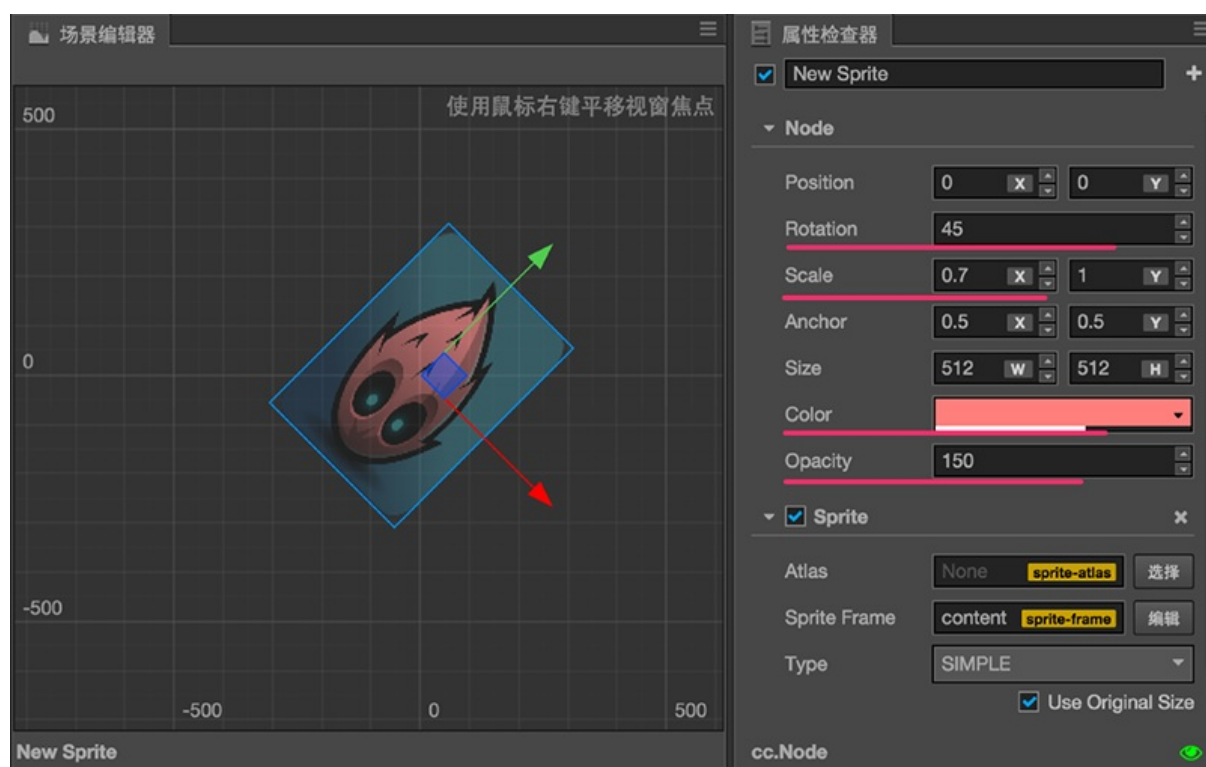 场景编辑器
使用鼠标右键平移视窗焦点
500
0
-500
-500 0 500
New Sprite
属性检查器
New Sprite
Node
Position 0 X 0 Y
Rotation 45
Scale 0.7 X 1 Y
Anchor 0.5 X 0.5 Y
Size 512 W 512 H
Color
Opacity 150
Sprite
Atlas None sprite-atlas 选择
Sprite Frame content sprite-frame 编辑
Type SIMPLE
Use Original Size
cc.Node